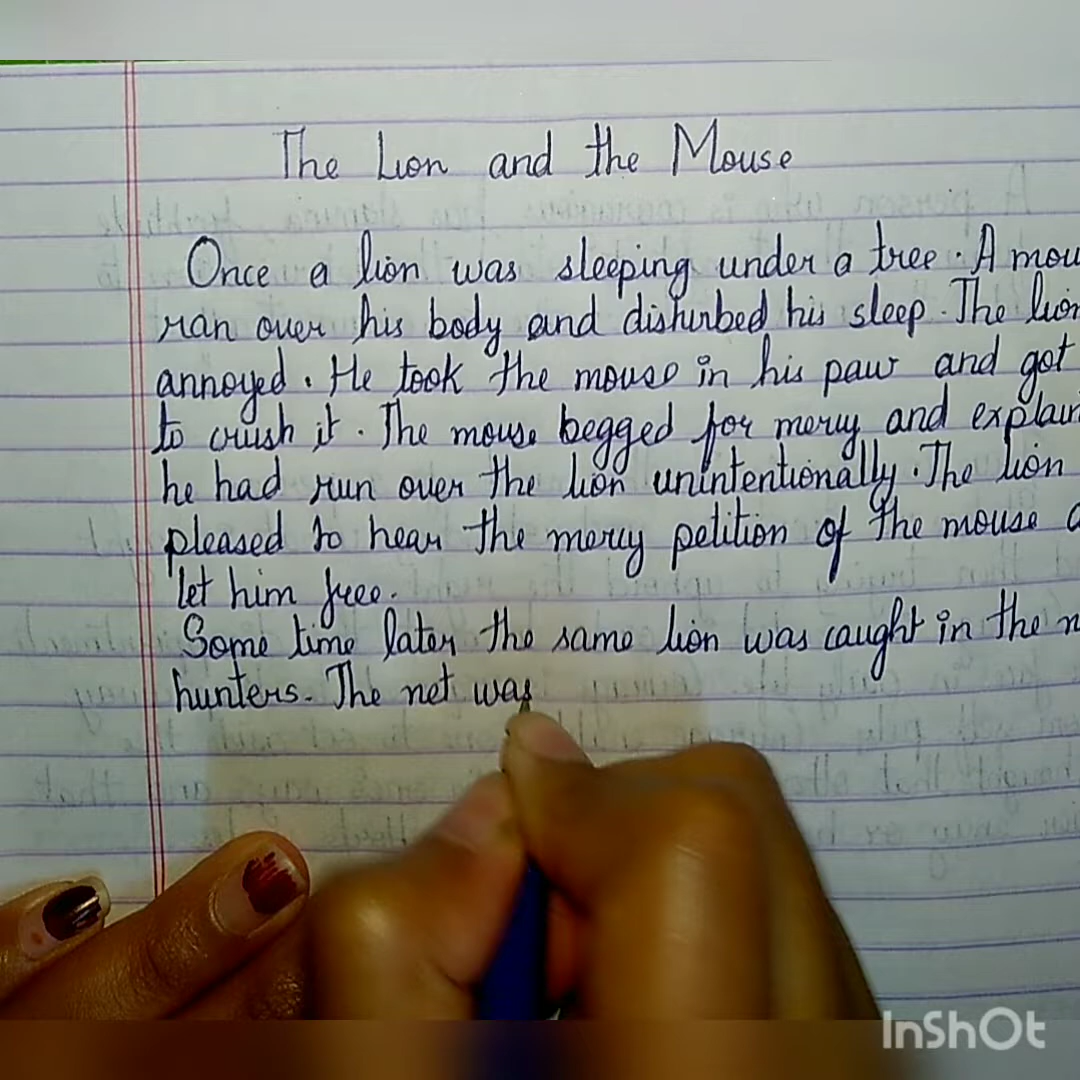 The Lion and the Mouse
Once a lion was sleeping under a tree. A mou
ran over his body and disturbed his sleep. The lion
annoyed. He took the mouse in his paw and got
to crush it. The mouse begged for mercy and explain
he had run over the lion unintentionally. The lion
pleased to hear the mercy petition of the mouse a
let him free.
Some time later the same lion was caught in the n
hunters. The net was
InShOt